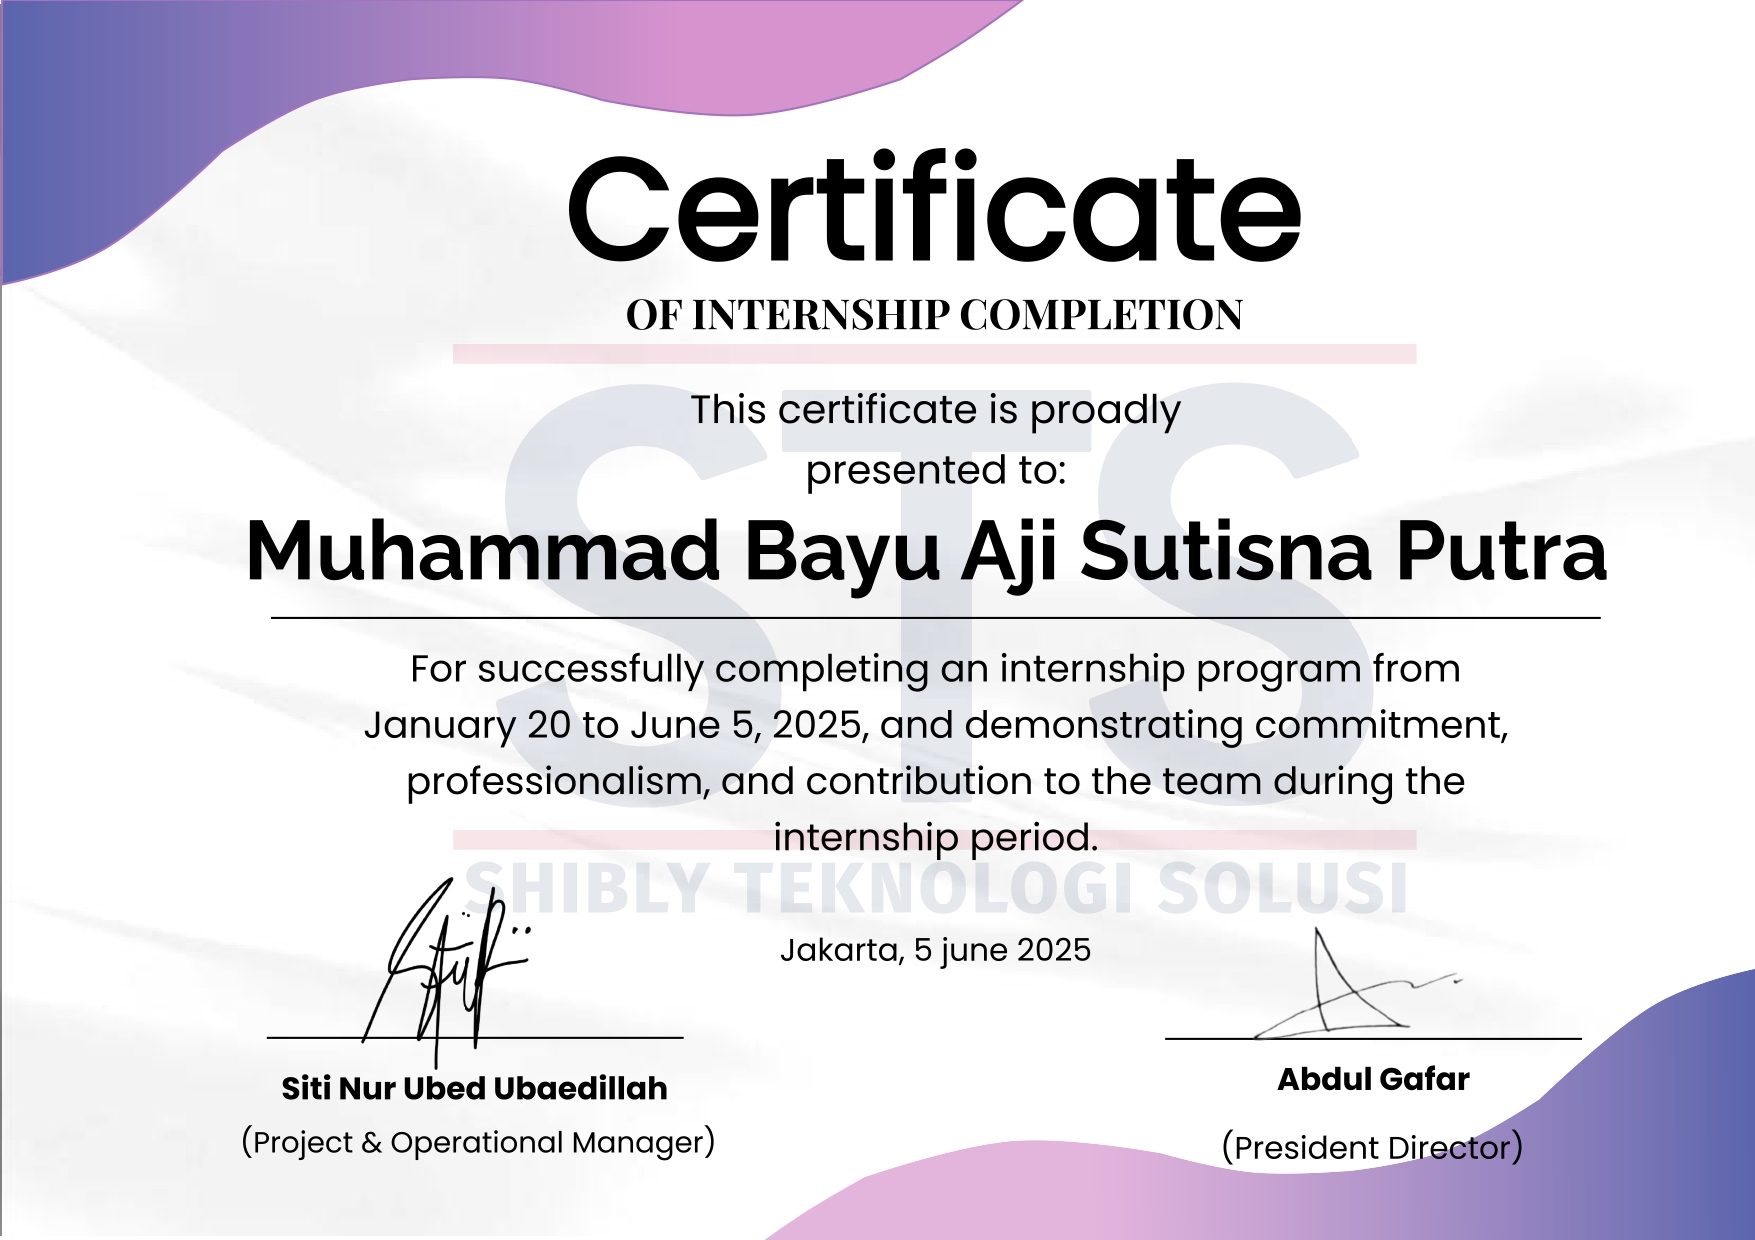 Certificate
OF INTERNSHIP COMPLETION
STS
This certificate is proadly
presented to:
Muhammad Bayu Aji Sutisna Putra
For successfully completing an internship program from
January 20 to June 5, 2025, and demonstrating commitment,
professionalism, and contribution to the team during the
internship period.
SHIBLY TEKNOLOGI SOLUSI
Jakarta, 5 june 2025
Siti Nur Ubed Ubaedillah
(Project & Operational Manager)
Abdul Gafar
(President Director)